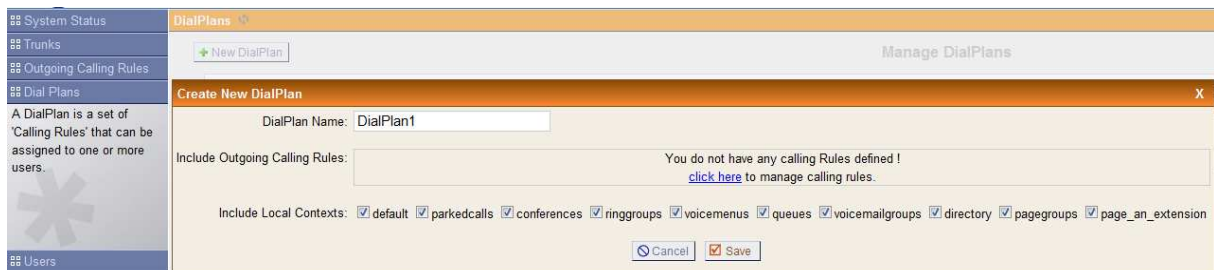 System Status
Trunks
Outgoing Calling Rules
Dial Plans
A DialPlan is a set of
'Calling Rules' that can be
assigned to one or more
users.
Users
DialPlans
New DialPlan
Manage DialPlans
Create New DialPlan X
DialPlan Name: DialPlan1
Include Outgoing Calling Rules: You do not have any calling Rules defined !
click here to manage calling rules.
Include Local Contexts: default parkedcalls conferences ringgroups voicemenus queues voicemailgroups directory pagegroups page_an_extension
Cancel Save